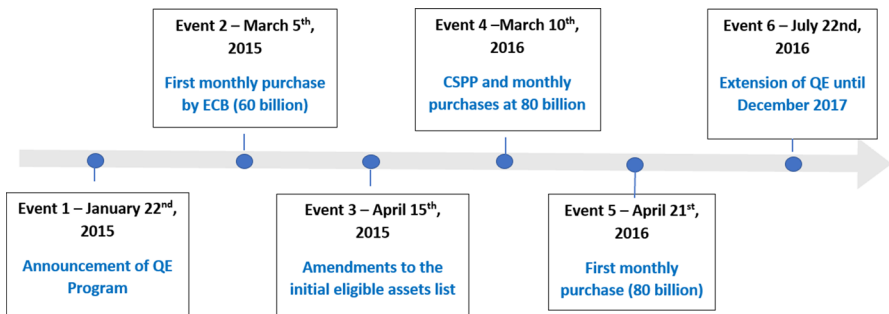 Event 2 – March 5th,
2015
First monthly purchase
by ECB (60 billion)
Event 4 –March 10th,
2016
CSPP and monthly
purchases at 80 billion
Event 6 – July 22nd,
2016
Extension of QE until
December 2017
Event 1 – January 22nd,
2015
Announcement of QE
Program
Event 3 – April 15th,
2015
Amendments to the
initial eligible assets list
Event 5 – April 21st,
2016
First monthly
purchase (80 billion)